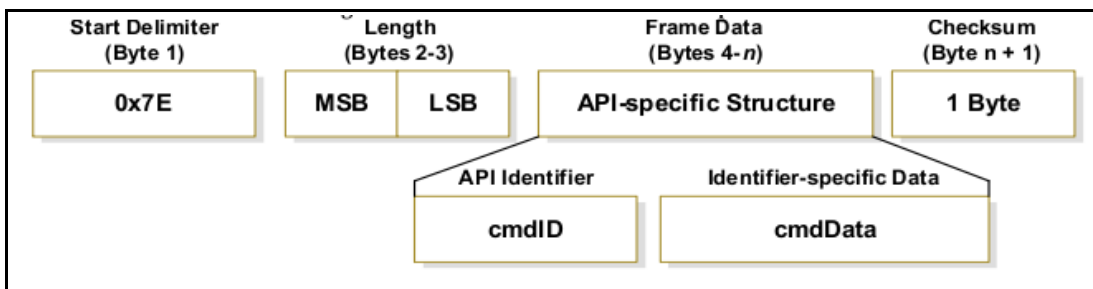 Start Delimiter
(Byte 1)
Length
(Bytes 2-3)
Frame Data
(Bytes 4-n)
Checksum
(Byte n + 1)
0x7E
MSB
LSB
API-specific Structure
1 Byte
API Identifier
Identifier-specific Data
cmdID
cmdData